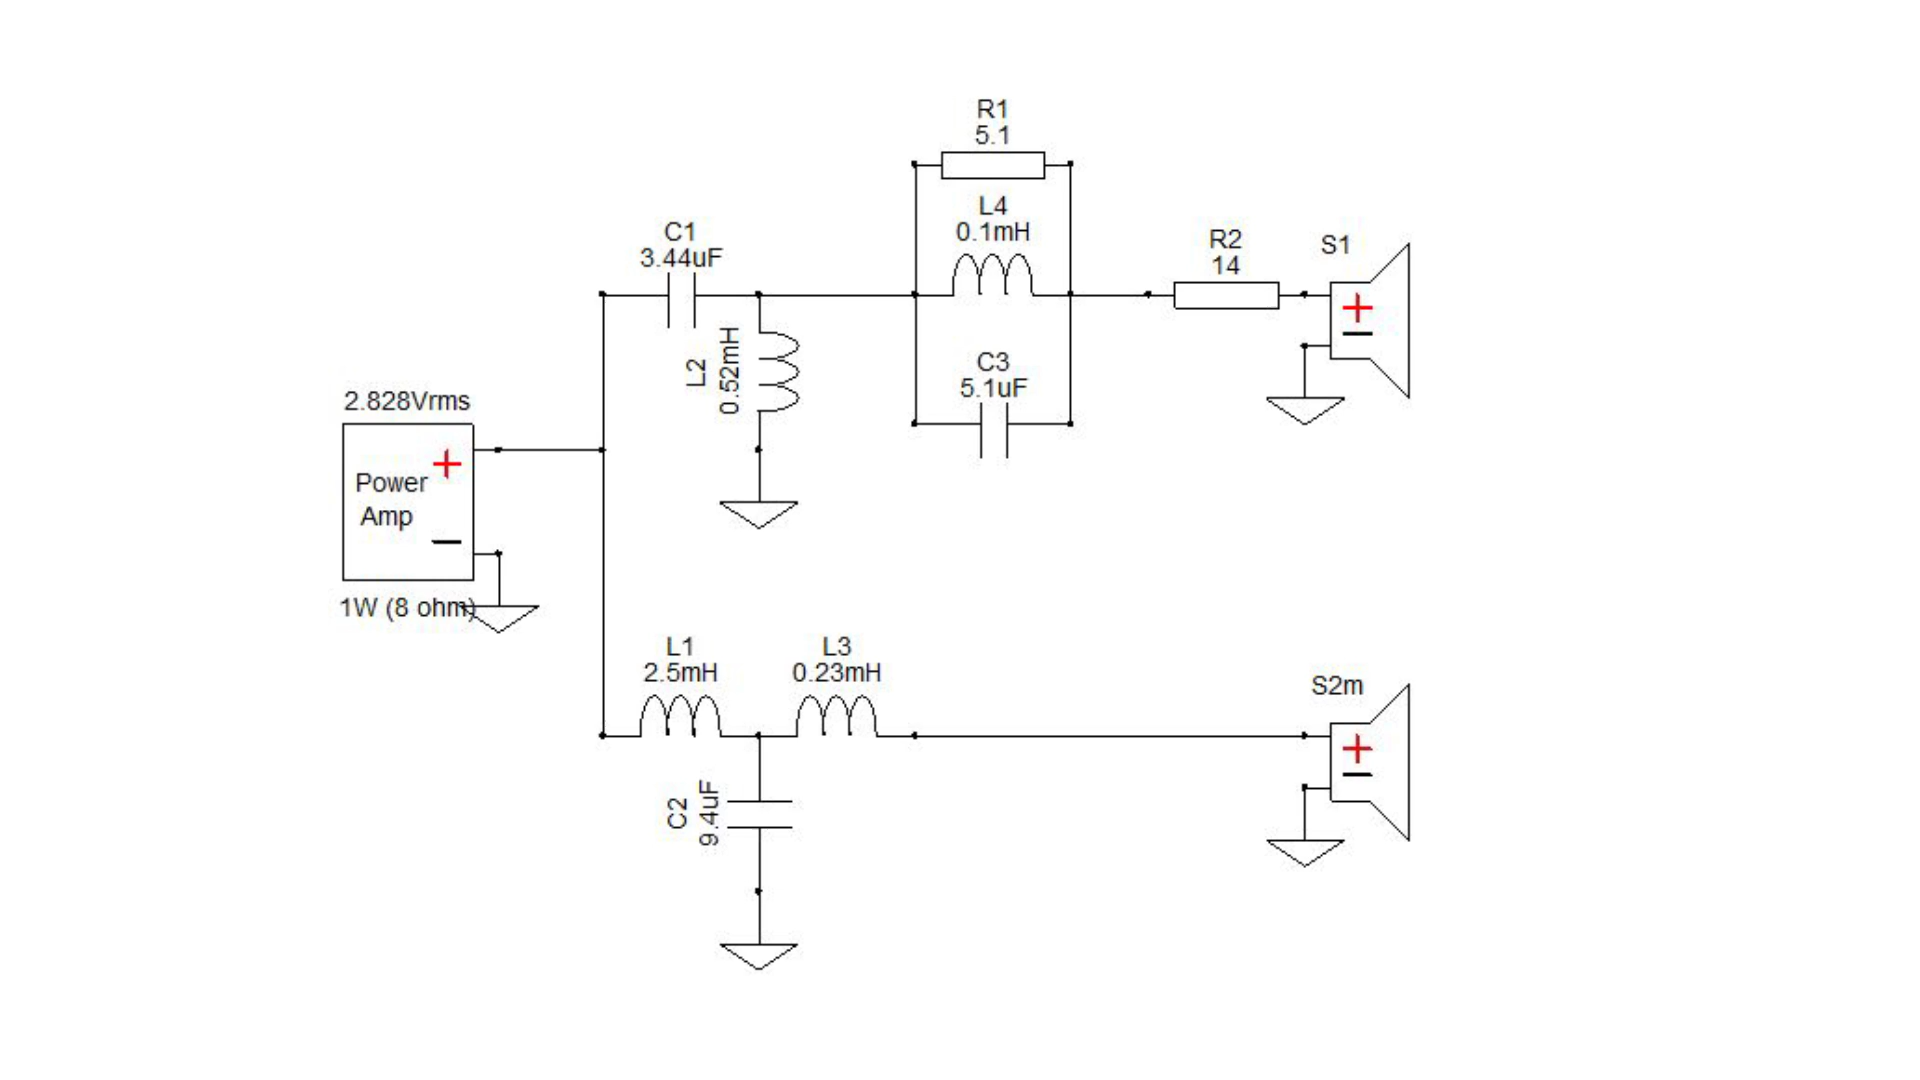 R1
5.1
L4
0.1mH
C1
3.44uF
R2
14
S1
+
−
L2
0.52mH
C3
5.1uF
2.828Vrms
+
Power
Amp
−
1W (8 ohm)
L1
2.5mH
L3
0.23mH
S2m
+
−
C2
9.4uF